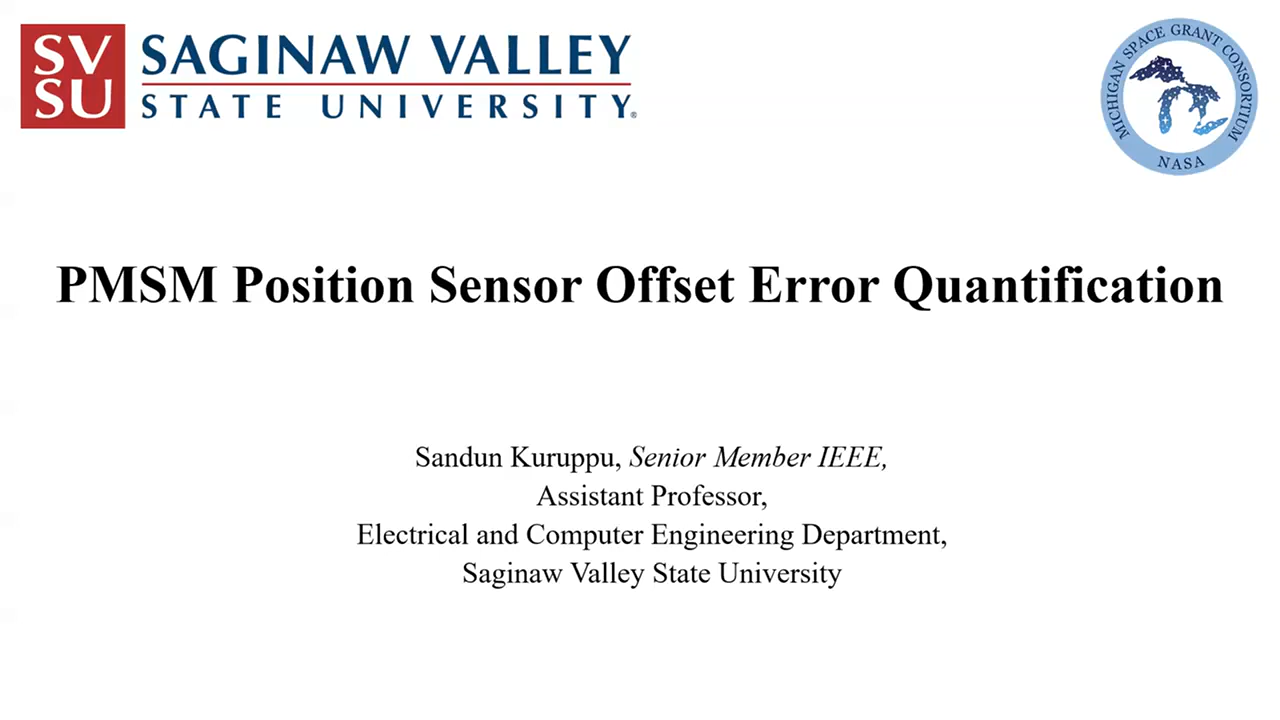 SV
SU
SAGINAW VALLEY
STATE UNIVERSITY®
MICHIGAN SPACE GRANT CONSORTIUM
NASA
PMSM Position Sensor Offset Error Quantification
Sandun Kuruppu, Senior Member IEEE,
Assistant Professor,
Electrical and Computer Engineering Department,
Saginaw Valley State University